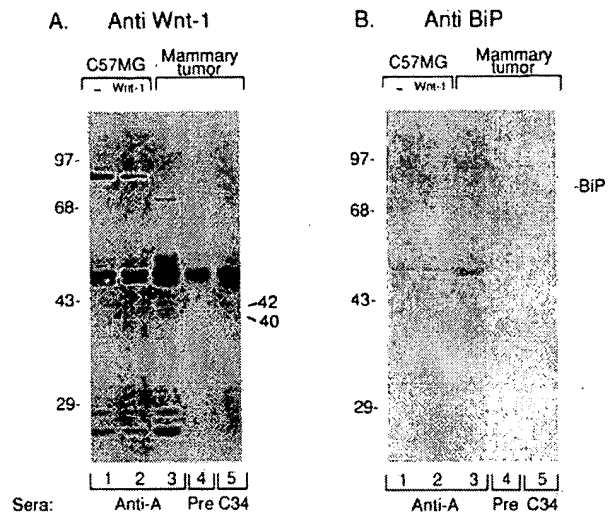 A. Anti Wnt-1
C57MG
Mammary tumor
– Wnt-1
97-
68-
43-
29-
42
40
1 2 3 4 5
Sera: Anti-A Pre C34
B. Anti BiP
C57MG
Mammary tumor
– Wnt-1
97-
68-
43-
29-
-BiP
1 2 3 4 5
Anti-A Pre C34